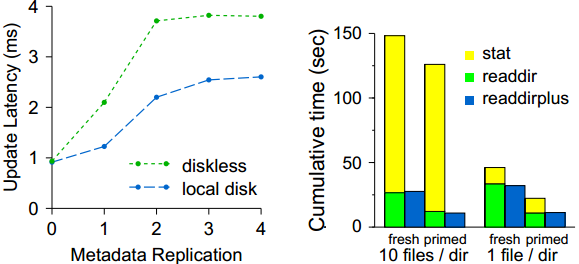 Update Latency (ms)
4
3
2
1
0
diskless
local disk
0 1 2 3 4
Metadata Replication
Cumulative time (sec)
150
100
50
0
stat
readdir
readdirplus
fresh primed fresh primed
10 files / dir 1 file / dir